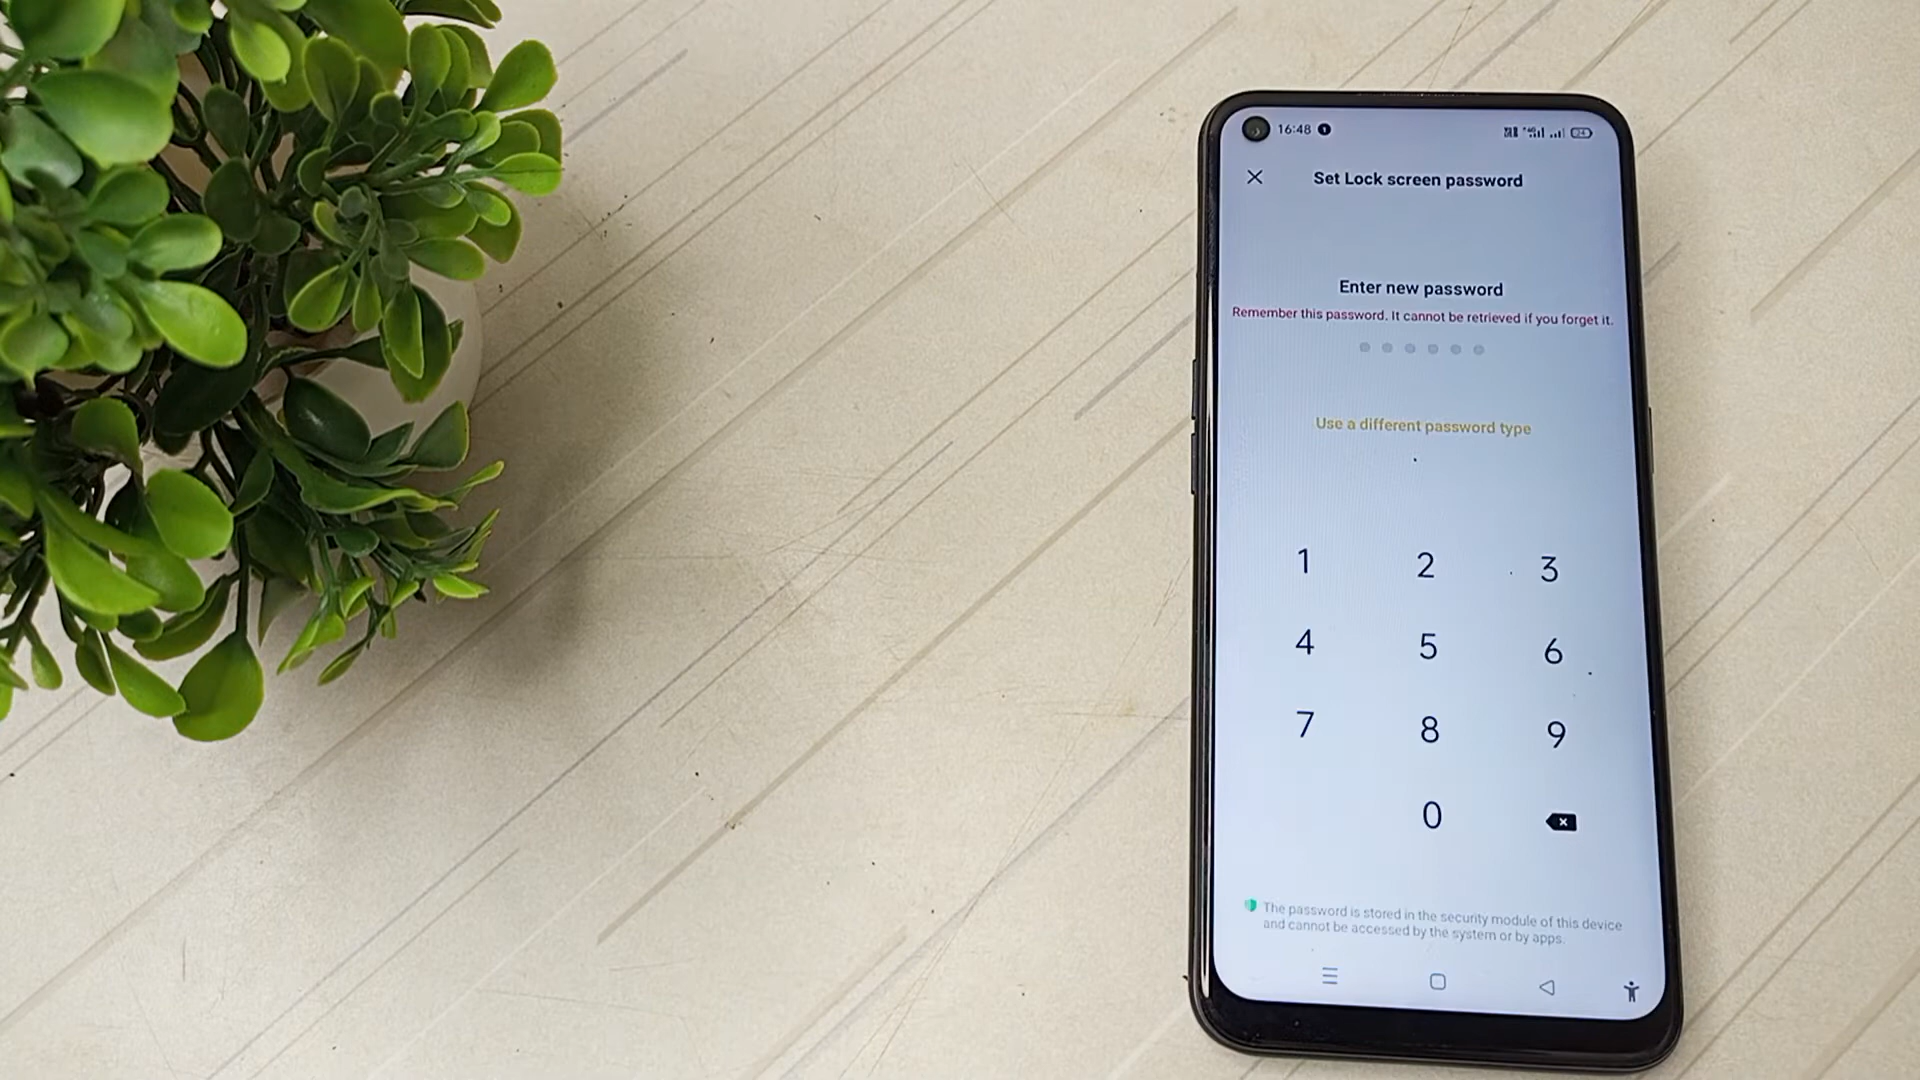 16:48
Set Lock screen password
Enter new password
Remember this password. It cannot be retrieved if you forget it.
Use a different password type
1 2 3
4 5 6
7 8 9
0
The password is stored in the security module of this device
and cannot be accessed by the system or by apps.